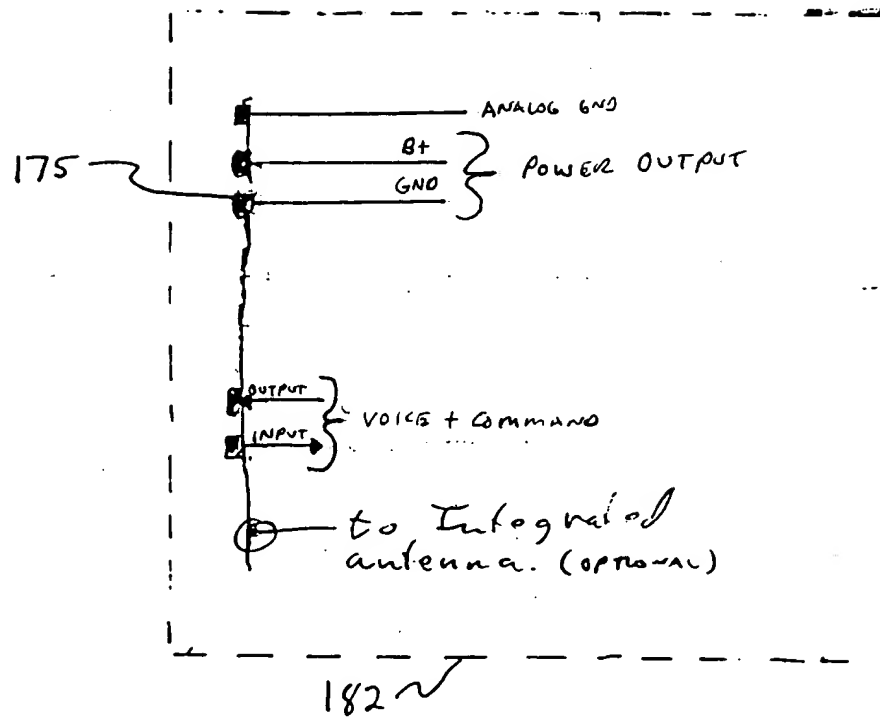 ANALOG GND
B+
175
POWER OUTPUT
GND
OUTPUT
VOICE + COMMAND
INPUT
to Integrated
antenna. (OPTIONAL)
182